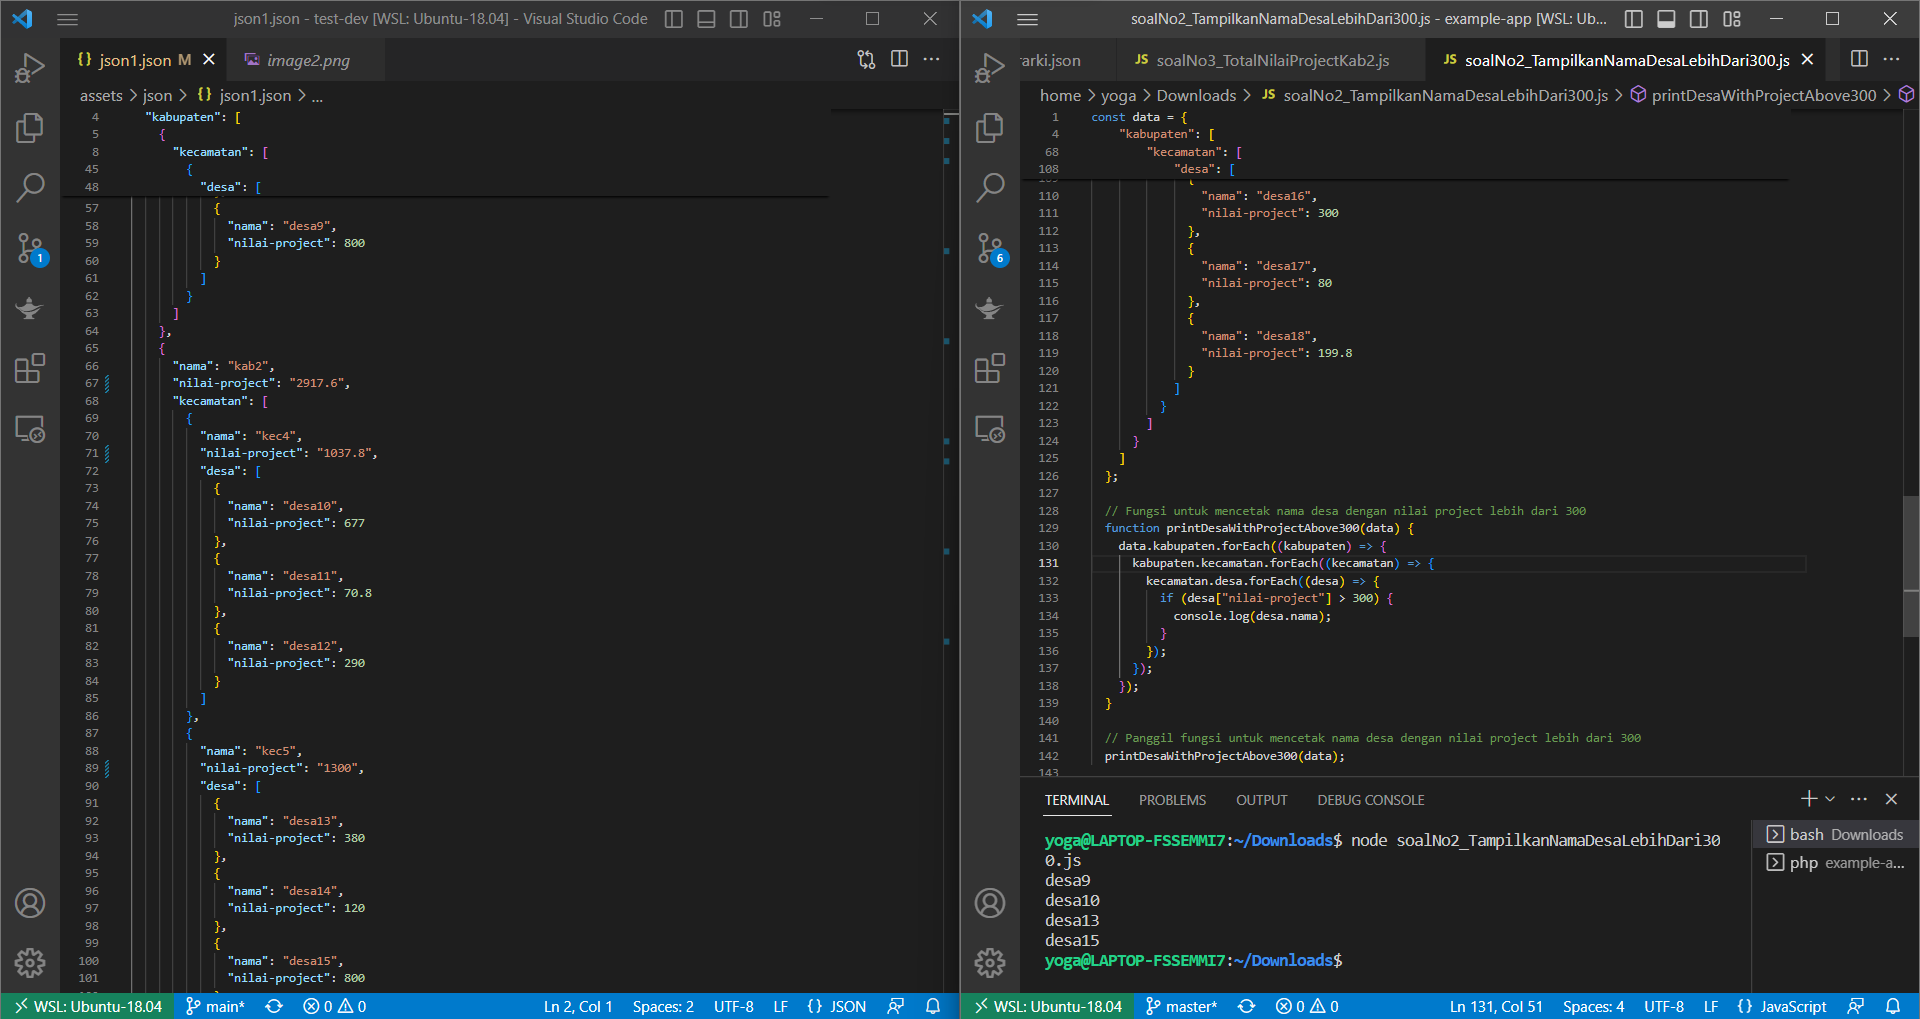 json1.json - test-dev [WSL: Ubuntu-18.04] - Visual Studio Code
{} json1.json M
image2.png
assets > json > {} json1.json > ...
4 "kabupaten": [
5 {
8 "kecamatan": [
45 {
48 "desa": [
57 {
58 "nama": "desa9",
59 "nilai-project": 800
60 }
61 ]
62 }
63 ]
64 },
65 {
66 "nama": "kab2",
67 "nilai-project": "2917.6",
68 "kecamatan": [
69 {
70 "nama": "kec4",
71 "nilai-project": "1037.8",
72 "desa": [
73 {
74 "nama": "desa10",
75 "nilai-project": 677
76 },
77 {
78 "nama": "desa11",
79 "nilai-project": 70.8
80 },
81 {
82 "nama": "desa12",
83 "nilai-project": 290
84 }
85 ]
86 },
87 {
88 "nama": "kec5",
89 "nilai-project": "1300",
90 "desa": [
91 {
92 "nama": "desa13",
93 "nilai-project": 380
94 },
95 {
96 "nama": "desa14",
97 "nilai-project": 120
98 },
99 {
100 "nama": "desa15",
101 "nilai-project": 800
1
WSL: Ubuntu-18.04 main* 0 0 Ln 2, Col 1 Spaces: 2 UTF-8 LF {} JSON
soalNo2_TampilkanNamaDesaLebihDari300.js - example-app [WSL: Ub...
rarki.json
JS soalNo3_TotalNilaiProjectKab2.js
JS soalNo2_TampilkanNamaDesaLebihDari300.js
home > yoga > Downloads > JS soalNo2_TampilkanNamaDesaLebihDari300.js > printDesaWithProjectAbove300 >
1 const data = {
4 "kabupaten": [
68 "kecamatan": [
108 "desa": [
109 {
110 "nama": "desa16",
111 "nilai-project": 300
112 },
113 {
114 "nama": "desa17",
115 "nilai-project": 80
116 },
117 {
118 "nama": "desa18",
119 "nilai-project": 199.8
120 }
121 ]
122 }
123 ]
124 }
125 ]
126 };
127
128 // Fungsi untuk mencetak nama desa dengan nilai project lebih dari 300
129 function printDesaWithProjectAbove300(data) {
130 data.kabupaten.forEach((kabupaten) => {
131 kabupaten.kecamatan.forEach((kecamatan) => {
132 kecamatan.desa.forEach((desa) => {
133 if (desa["nilai-project"] > 300) {
134 console.log(desa.nama);
135 }
136 });
137 });
138 });
139 }
140
141 // Panggil fungsi untuk mencetak nama desa dengan nilai project lebih dari 300
142 printDesaWithProjectAbove300(data);
143
6
TERMINAL PROBLEMS OUTPUT DEBUG CONSOLE
yoga@LAPTOP-FSSEMMI7:~/Downloads$ node soalNo2_TampilkanNamaDesaLebihDari30
0.js
desa9
desa10
desa13
desa15
yoga@LAPTOP-FSSEMMI7:~/Downloads$
bash Downloads
php example-a...
WSL: Ubuntu-18.04 master* 0 0 Ln 131, Col 51 Spaces: 4 UTF-8 LF {} JavaScript